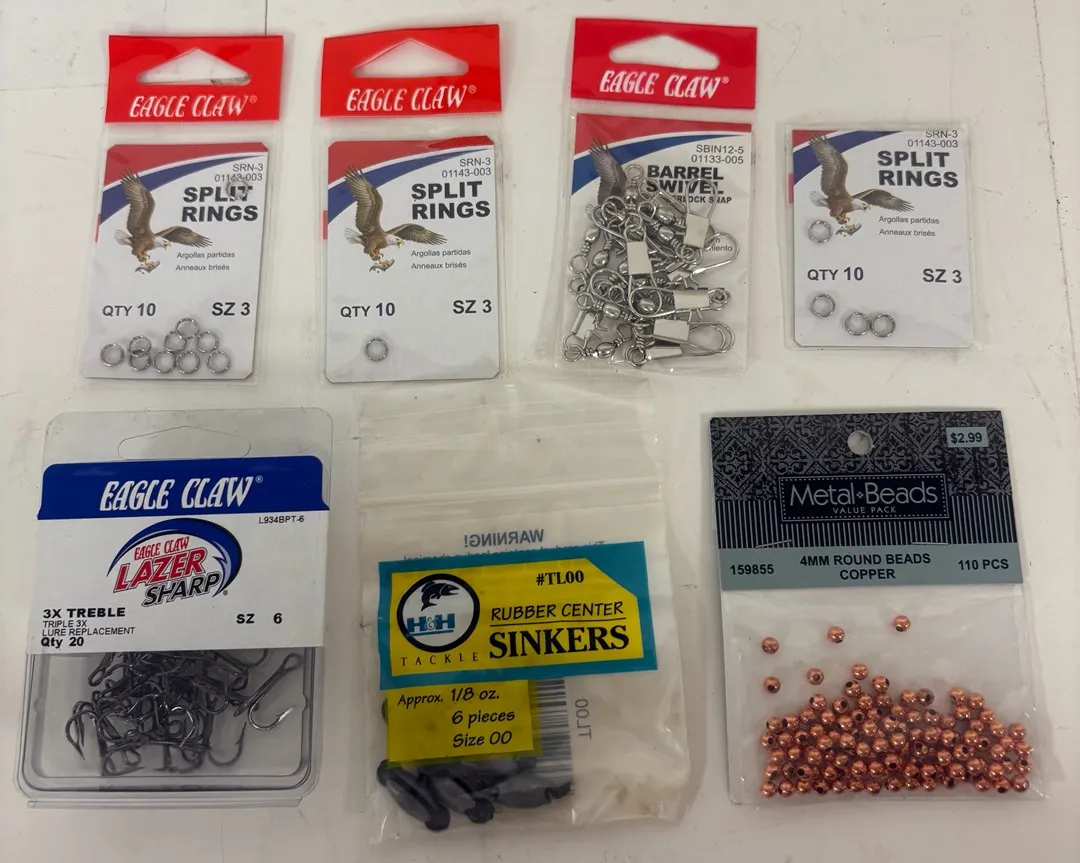 EAGLE CLAW®
SRN-3
01143-003
SPLIT
RINGS
Argollas partidas
Anneaux brisés
QTY 10 SZ 3
EAGLE CLAW®
SRN-3
01143-003
SPLIT
RINGS
Argollas partidas
Anneaux brisés
QTY 10 SZ 3
EAGLE CLAW®
SBIN12-5
01133-005
BARREL
SWIVEL
SNAP
SRN-3
01143-003
SPLIT
RINGS
Argollas partidas
Anneaux brisés
QTY 10 SZ 3
EAGLE CLAW®
L934BPT-6
EAGLE CLAW
LAZER
SHARP®
3X TREBLE
TRIPLE 3X
LURE REPLACEMENT
Qty 20
SZ 6
WARNING!
#TL00
H&H
TACKLE
RUBBER CENTER
SINKERS
Approx. 1/8 oz.
6 pieces
Size 00
TL00
$2.99
Metal Beads
VALUE PACK
159855
4MM ROUND BEADS
COPPER
110 PCS